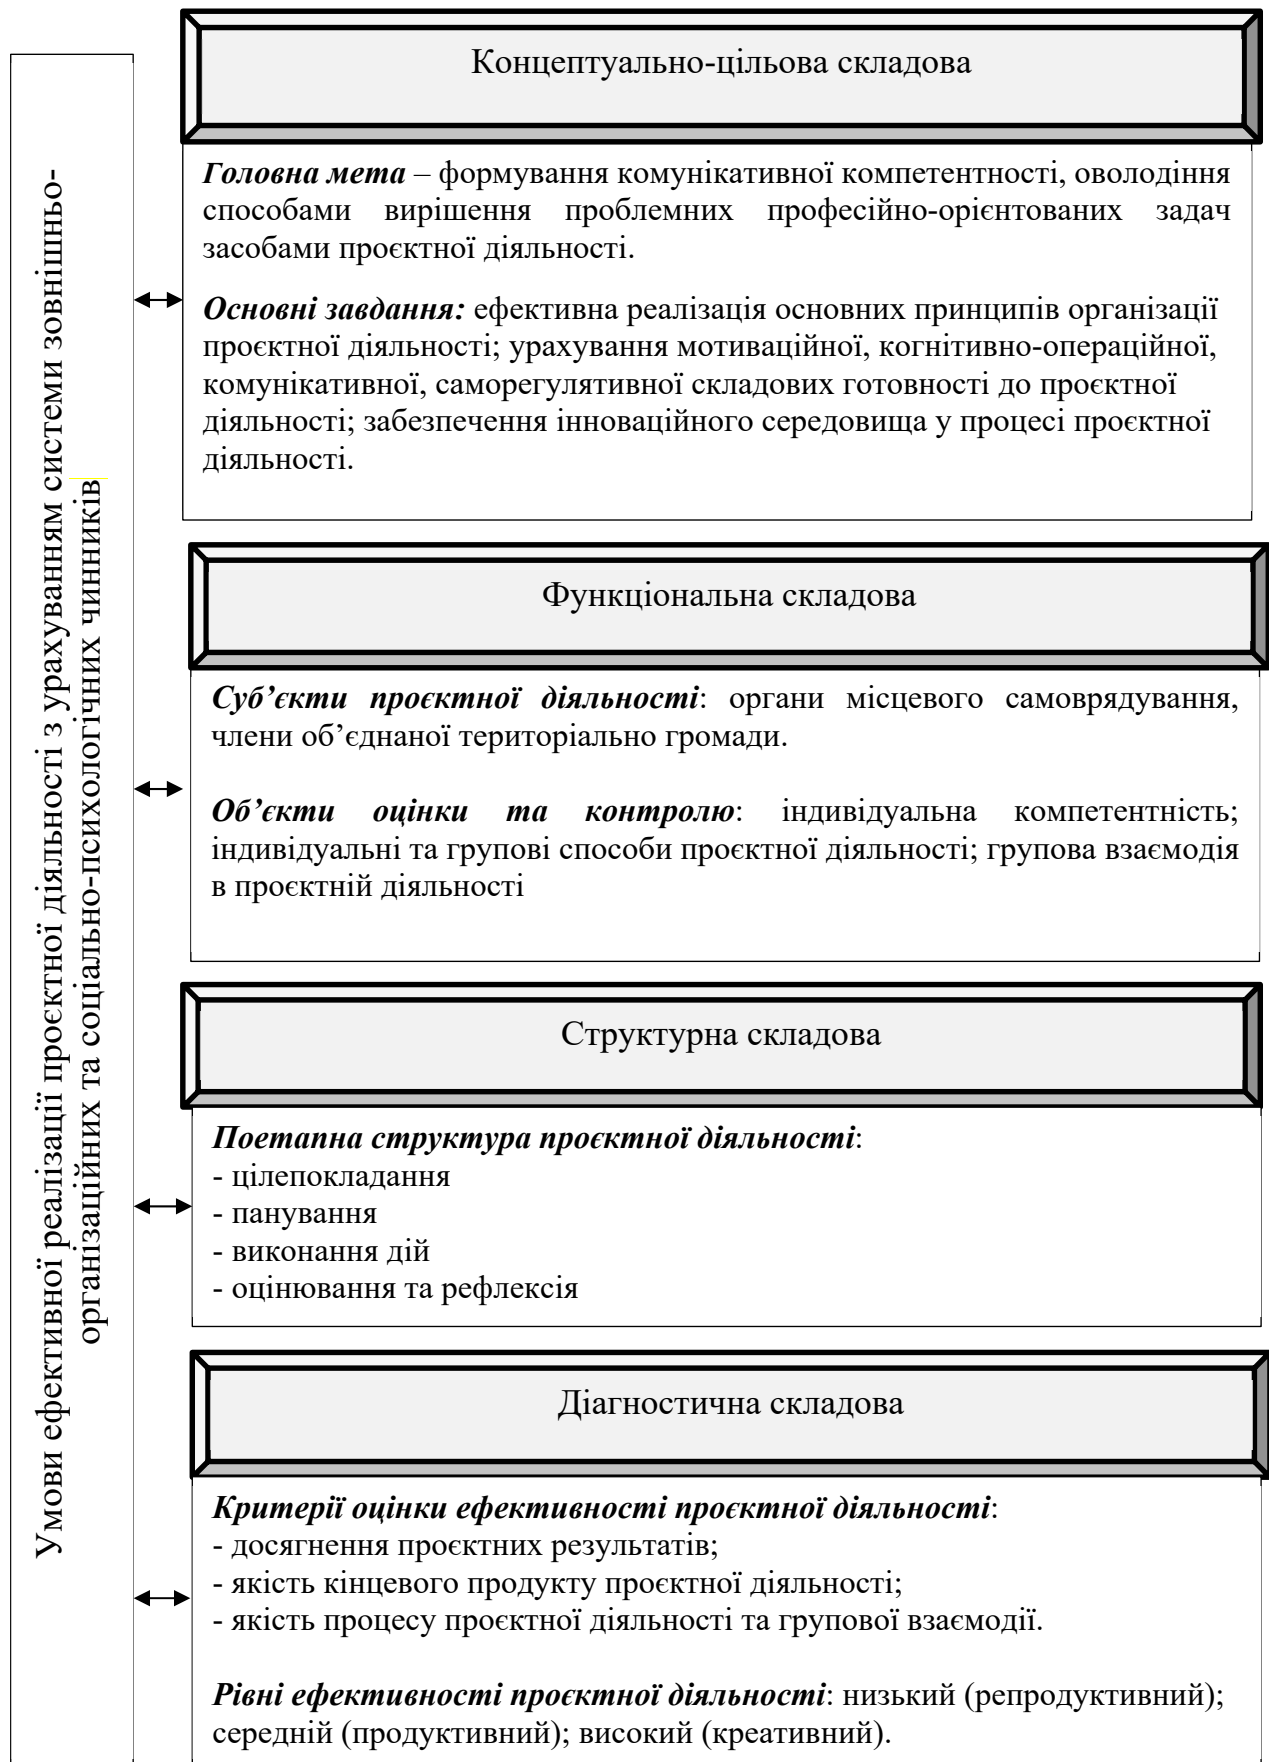 Умови ефективної реалізації проєктної діяльності з урахуванням системи зовнішньо-
організаційних та соціально-психологічних чинників
Концептуально-цільова складова
Головна мета – формування комунікативної компетентності, оволодіння
способами вирішення проблемних професійно-орієнтованих задач
засобами проєктної діяльності.
Основні завдання: ефективна реалізація основних принципів організації
проєктної діяльності; урахування мотиваційної, когнітивно-операційної,
комунікативної, саморегулятивної складових готовності до проєктної
діяльності; забезпечення інноваційного середовища у процесі проєктної
діяльності.
Функціональна складова
Суб’єкти проєктної діяльності: органи місцевого самоврядування,
члени об’єднаної територіально громади.
Об’єкти оцінки та контролю: індивідуальна компетентність;
індивідуальні та групові способи проєктної діяльності; групова взаємодія
в проєктній діяльності
Структурна складова
Поетапна структура проєктної діяльності:
- цілепокладання
- панування
- виконання дій
- оцінювання та рефлексія
Діагностична складова
Критерії оцінки ефективності проєктної діяльності:
- досягнення проєктних результатів;
- якість кінцевого продукту проєктної діяльності;
- якість процесу проєктної діяльності та групової взаємодії.
Рівні ефективності проєктної діяльності: низький (репродуктивний);
середній (продуктивний); високий (креативний).